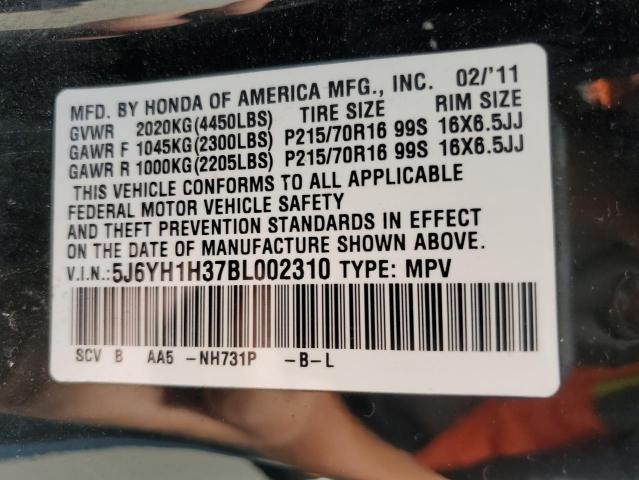 MFD. BY HONDA OF AMERICA MFG., INC. 02/'11
GVWR 2020KG(4450LBS) TIRE SIZE RIM SIZE
GAWR F 1045KG(2300LBS) P215/70R16 99S 16X6.5JJ
GAWR R 1000KG(2205LBS) P215/70R16 99S 16X6.5JJ
THIS VEHICLE CONFORMS TO ALL APPLICABLE
FEDERAL MOTOR VEHICLE SAFETY
AND THEFT PREVENTION STANDARDS IN EFFECT
ON THE DATE OF MANUFACTURE SHOWN ABOVE.
V.I.N.: 5J6YH1H37BL002310 TYPE: MPV
SCV B AA5 -NH731P -B-L